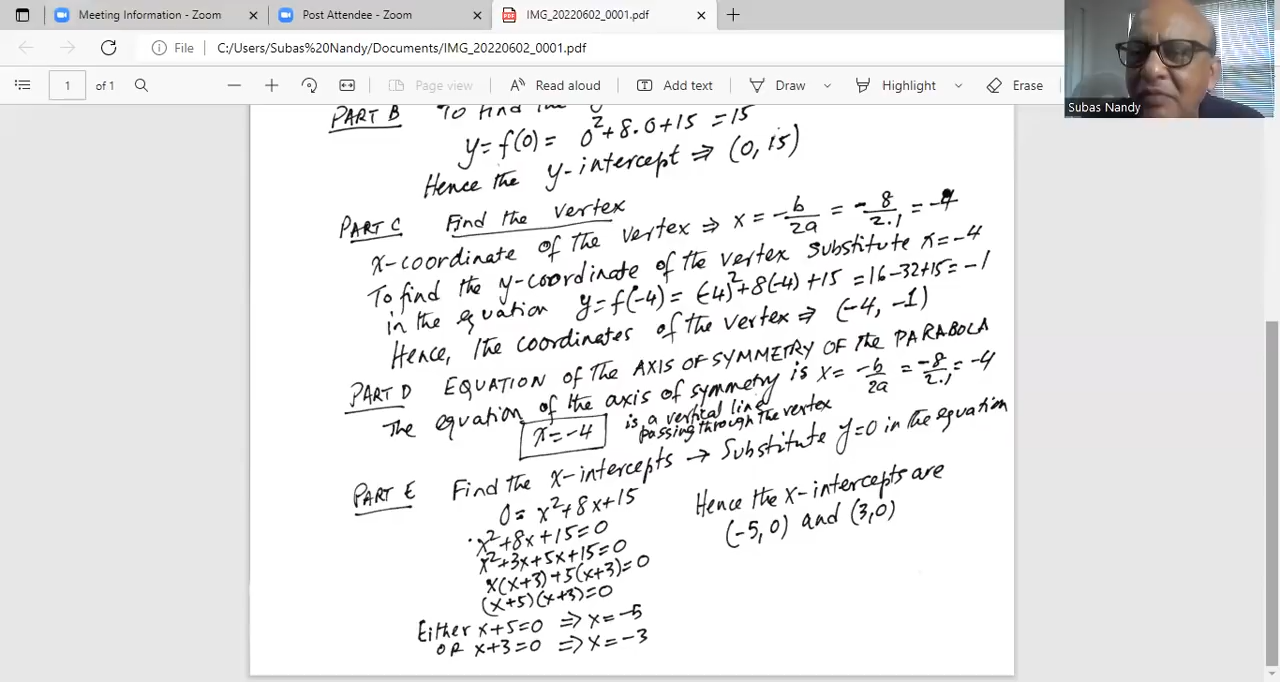 Meeting Information - Zoom
Post Attendee - Zoom
IMG_20220602_0001.pdf
File
C:/Users/Subas%20Nandy/Documents/IMG_20220602_0001.pdf
1 of 1
Page view
Read aloud
Add text
Draw
Highlight
Erase
Subas Nandy
PART B To find the y
y = f(0) = 0²+8.0+15 = 15
Hence the y-intercept ⇒ (0, 15)
PART C Find the vertex
x-coordinate of the vertex ⇒ x = -b/2a = -8/2.1 = -4
To find the y-coordinate of the vertex substitute x=-4
in the equation y = f(-4) = (-4)²+8(-4)+15 = 16-32+15 = -1
Hence, the coordinates of the vertex ⇒ (-4, -1)
PART D EQUATION OF THE AXIS OF SYMMETRY OF the PARABOLA
The equation of the axis of symmetry is x = -b/2a = -8/2.1 = -4
x=-4 is a vertical line
passing through the vertex
PART E Find the x-intercepts → Substitute y=0 in the equation
0 = x²+8x+15
x²+8x+15=0
x²+3x+5x+15=0
x(x+3)+5(x+3)=0
(x+5)(x+3)=0
Either x+5=0 ⇒ x=-5
OR x+3=0 ⇒ x=-3
Hence the x-intercepts are
(-5,0) and (3,0)